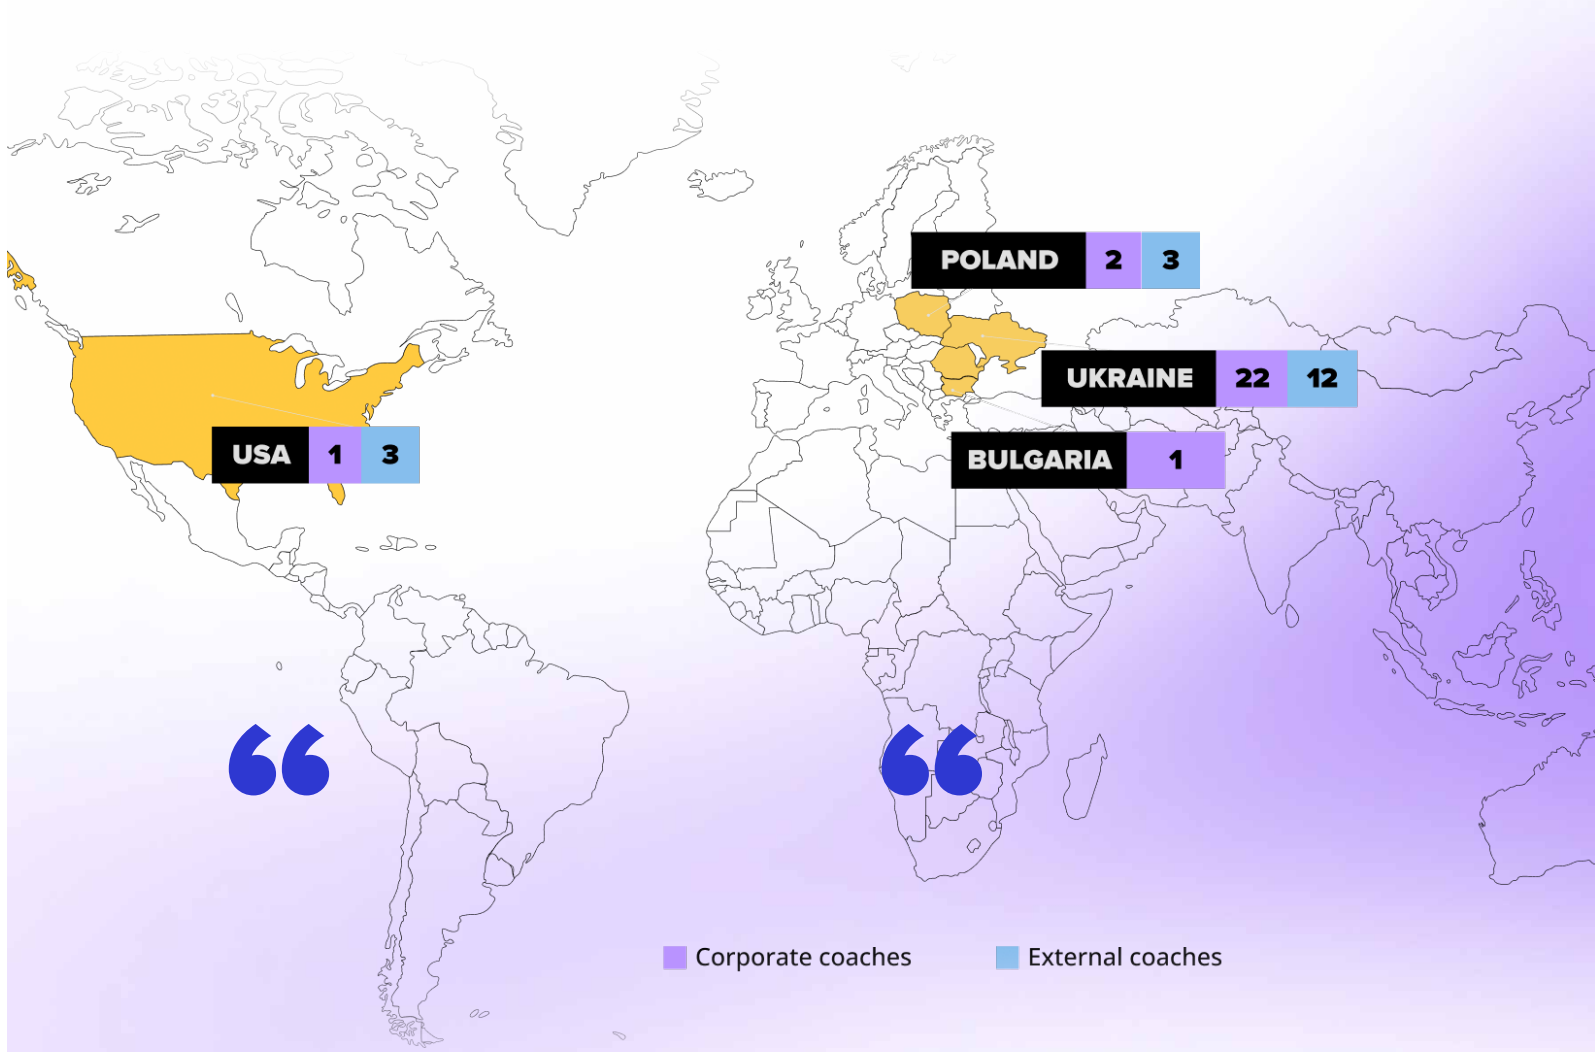 POLAND 2 3
UKRAINE 22 12
USA 1 3
BULGARIA 1
“ “
Corporate coaches External coaches